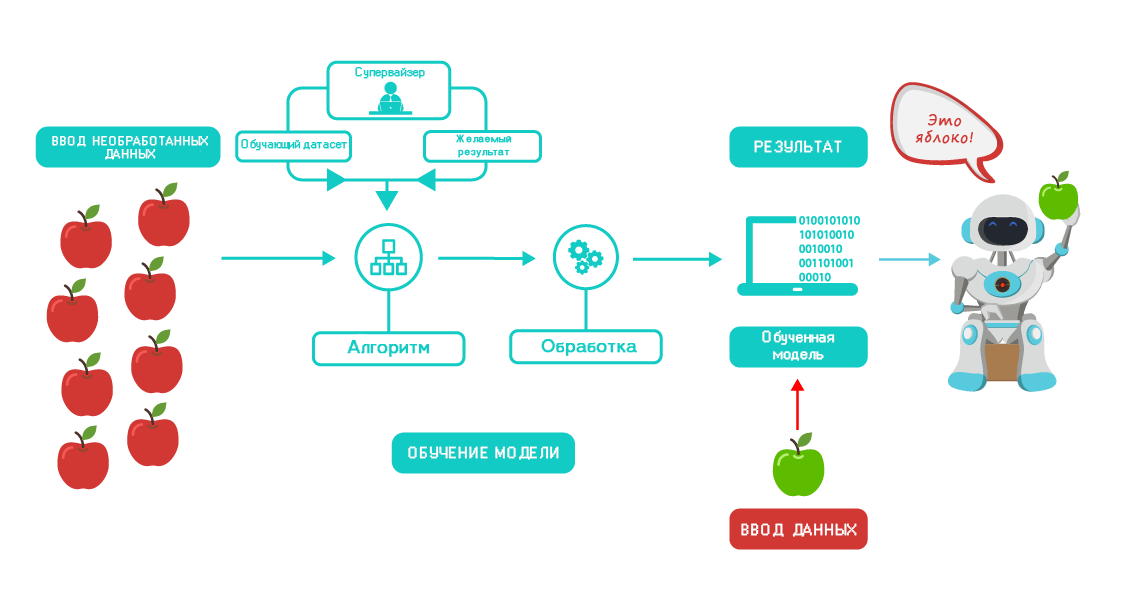 Супервайзер
ВВОД НЕОБРАБОТАННЫХ
ДАННЫХ
Обучающий датасет
Желаемый
результат
РЕЗУЛЬТАТ
Это
яблоко!
0100101010
101010010
0010010
001101001
00010
Алгоритм
Обработка
Обученная
модель
ОБУЧЕНИЕ МОДЕЛИ
ВВОД ДАННЫХ